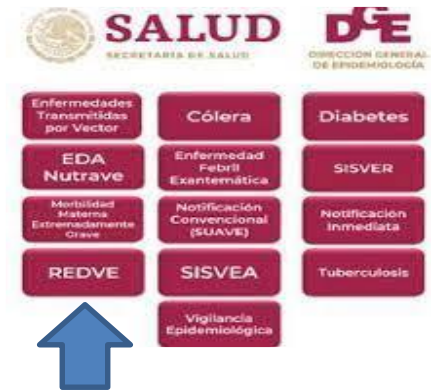 SALUD
SECRETARÍA DE SALUD
DGE
DIRECCIÓN GENERAL
DE EPIDEMIOLOGÍA
Enfermedades
Transmitidas
por Vector
Cólera
Diabetes
EDA
Nutrave
Enfermedad
Febril
Exantemática
SISVER
Morbilidad
Materna
Extremadamente
Grave
Notificación
Convencional
(SUAVE)
Notificación
Inmediata
REDVE
SISVEA
Tuberculosis
Vigilancia
Epidemiológica